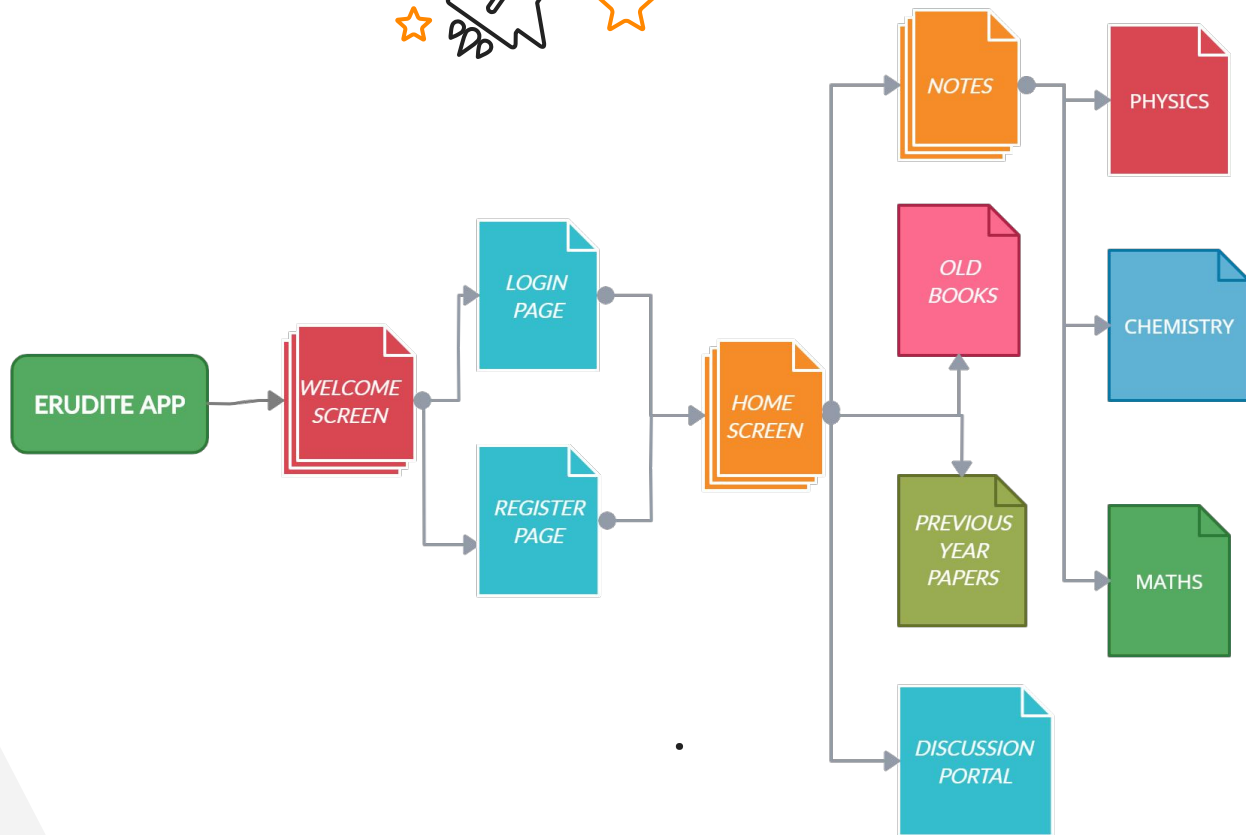 ERUDITE APP
WELCOME
SCREEN
LOGIN
PAGE
REGISTER
PAGE
HOME
SCREEN
NOTES
OLD
BOOKS
PREVIOUS
YEAR
PAPERS
DISCUSSION
PORTAL
PHYSICS
CHEMISTRY
MATHS